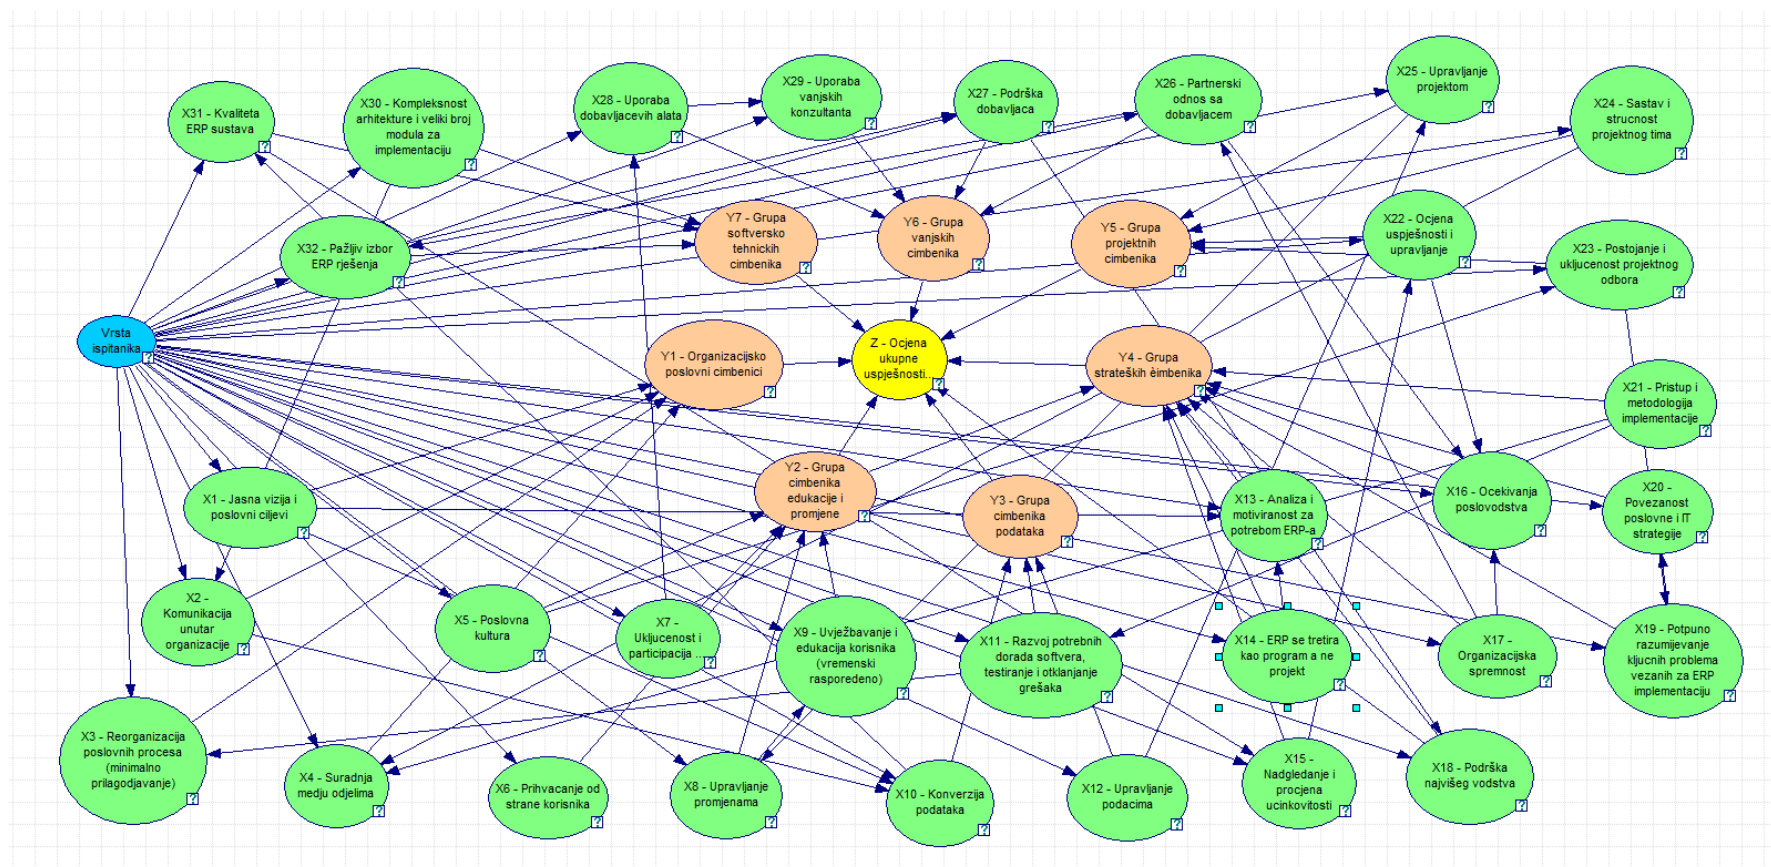 X31 - Kvaliteta
ERP sustava
X30 - Kompleksnost
arhitekture i veliki broj
modula za
implementaciju
X28 - Uporaba
dobavljacevih alata
X29 - Uporaba
vanjskih
konzultanta
X27 - Podrška
dobavljaca
X26 - Partnerski
odnos sa
dobavljacem
X25 - Upravljanje
projektom
X24 - Sastav i
strucnost
projektnog tima
X32 - Pažljiv izbor
ERP rješenja
Y7 - Grupa
softversko
tehnickih
cimbenika
Y6 - Grupa
vanjskih
cimbenika
Y5 - Grupa
projektnih
cimbenika
X22 - Ocjena
uspješnosti i
upravljanje
X23 - Postojanje i
ukljucenost projektnog
odbora
Vrsta
ispitanika
Y1 - Organizacijsko
poslovni cimbenici
Z - Ocjena
ukupne
uspješnosti...
Y4 - Grupa
strateških èimbenika
X21 - Pristup i
metodologija
implementacije
X1 - Jasna vizija i
poslovni ciljevi
Y2 - Grupa
cimbenika
edukacije i
promjene
Y3 - Grupa
cimbenika
podataka
X13 - Analiza i
motiviranost za
potrebom ERP-a
X16 - Ocekivanja
poslovodstva
X20 -
Povezanost
poslovne i IT
strategije
X2 -
Komunikacija
unutar
organizacije
X5 - Poslovna
kultura
X7 -
Ukljucenost i
participacija ...
X9 - Uvježbavanje i
edukacija korisnika
(vremenski
rasporedeno)
X11 - Razvoj potrebnih
dorada softvera,
testiranje i otklanjanje
grešaka
X14 - ERP se tretira
kao program a ne
projekt
X17 -
Organizacijska
spremnost
X19 - Potpuno
razumijevanje
kljucnih problema
vezanih za ERP
implementaciju
X3 - Reorganizacija
poslovnih procesa
(minimalno
prilagodjavanje)
X4 - Suradnja
medju odjelima
X6 - Prihvacanje od
strane korisnika
X8 - Upravljanje
promjenama
X10 - Konverzija
podataka
X12 - Upravljanje
podacima
X15 -
Nadgledanje i
procjena
ucinkovitosti
X18 - Podrška
najvišeg vodstva